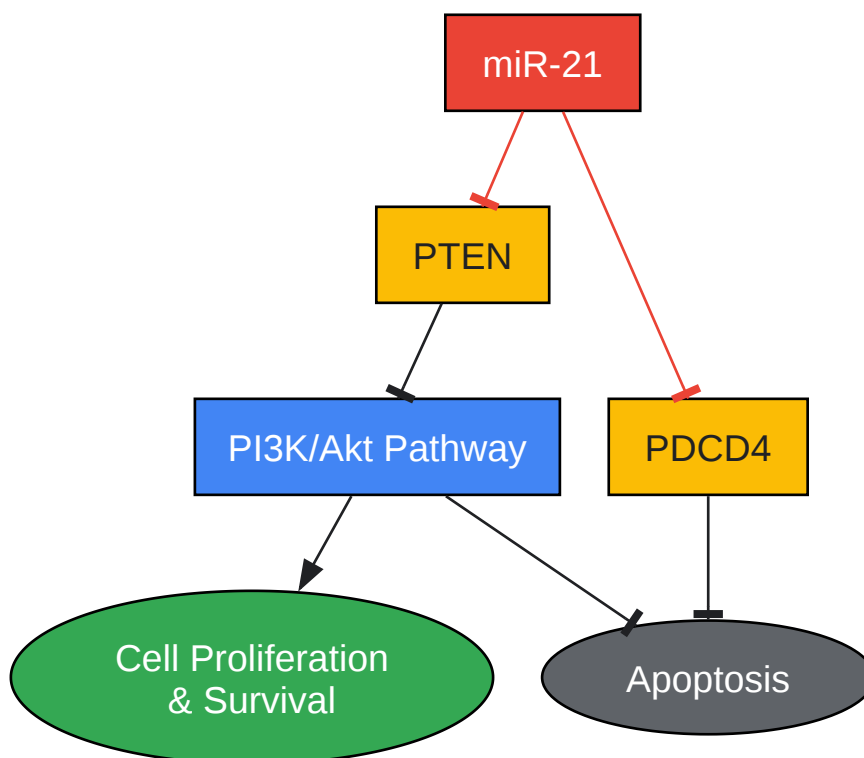 miR-21
PTEN
PI3K/Akt Pathway
PDCD4
Cell Proliferation
& Survival
Apoptosis